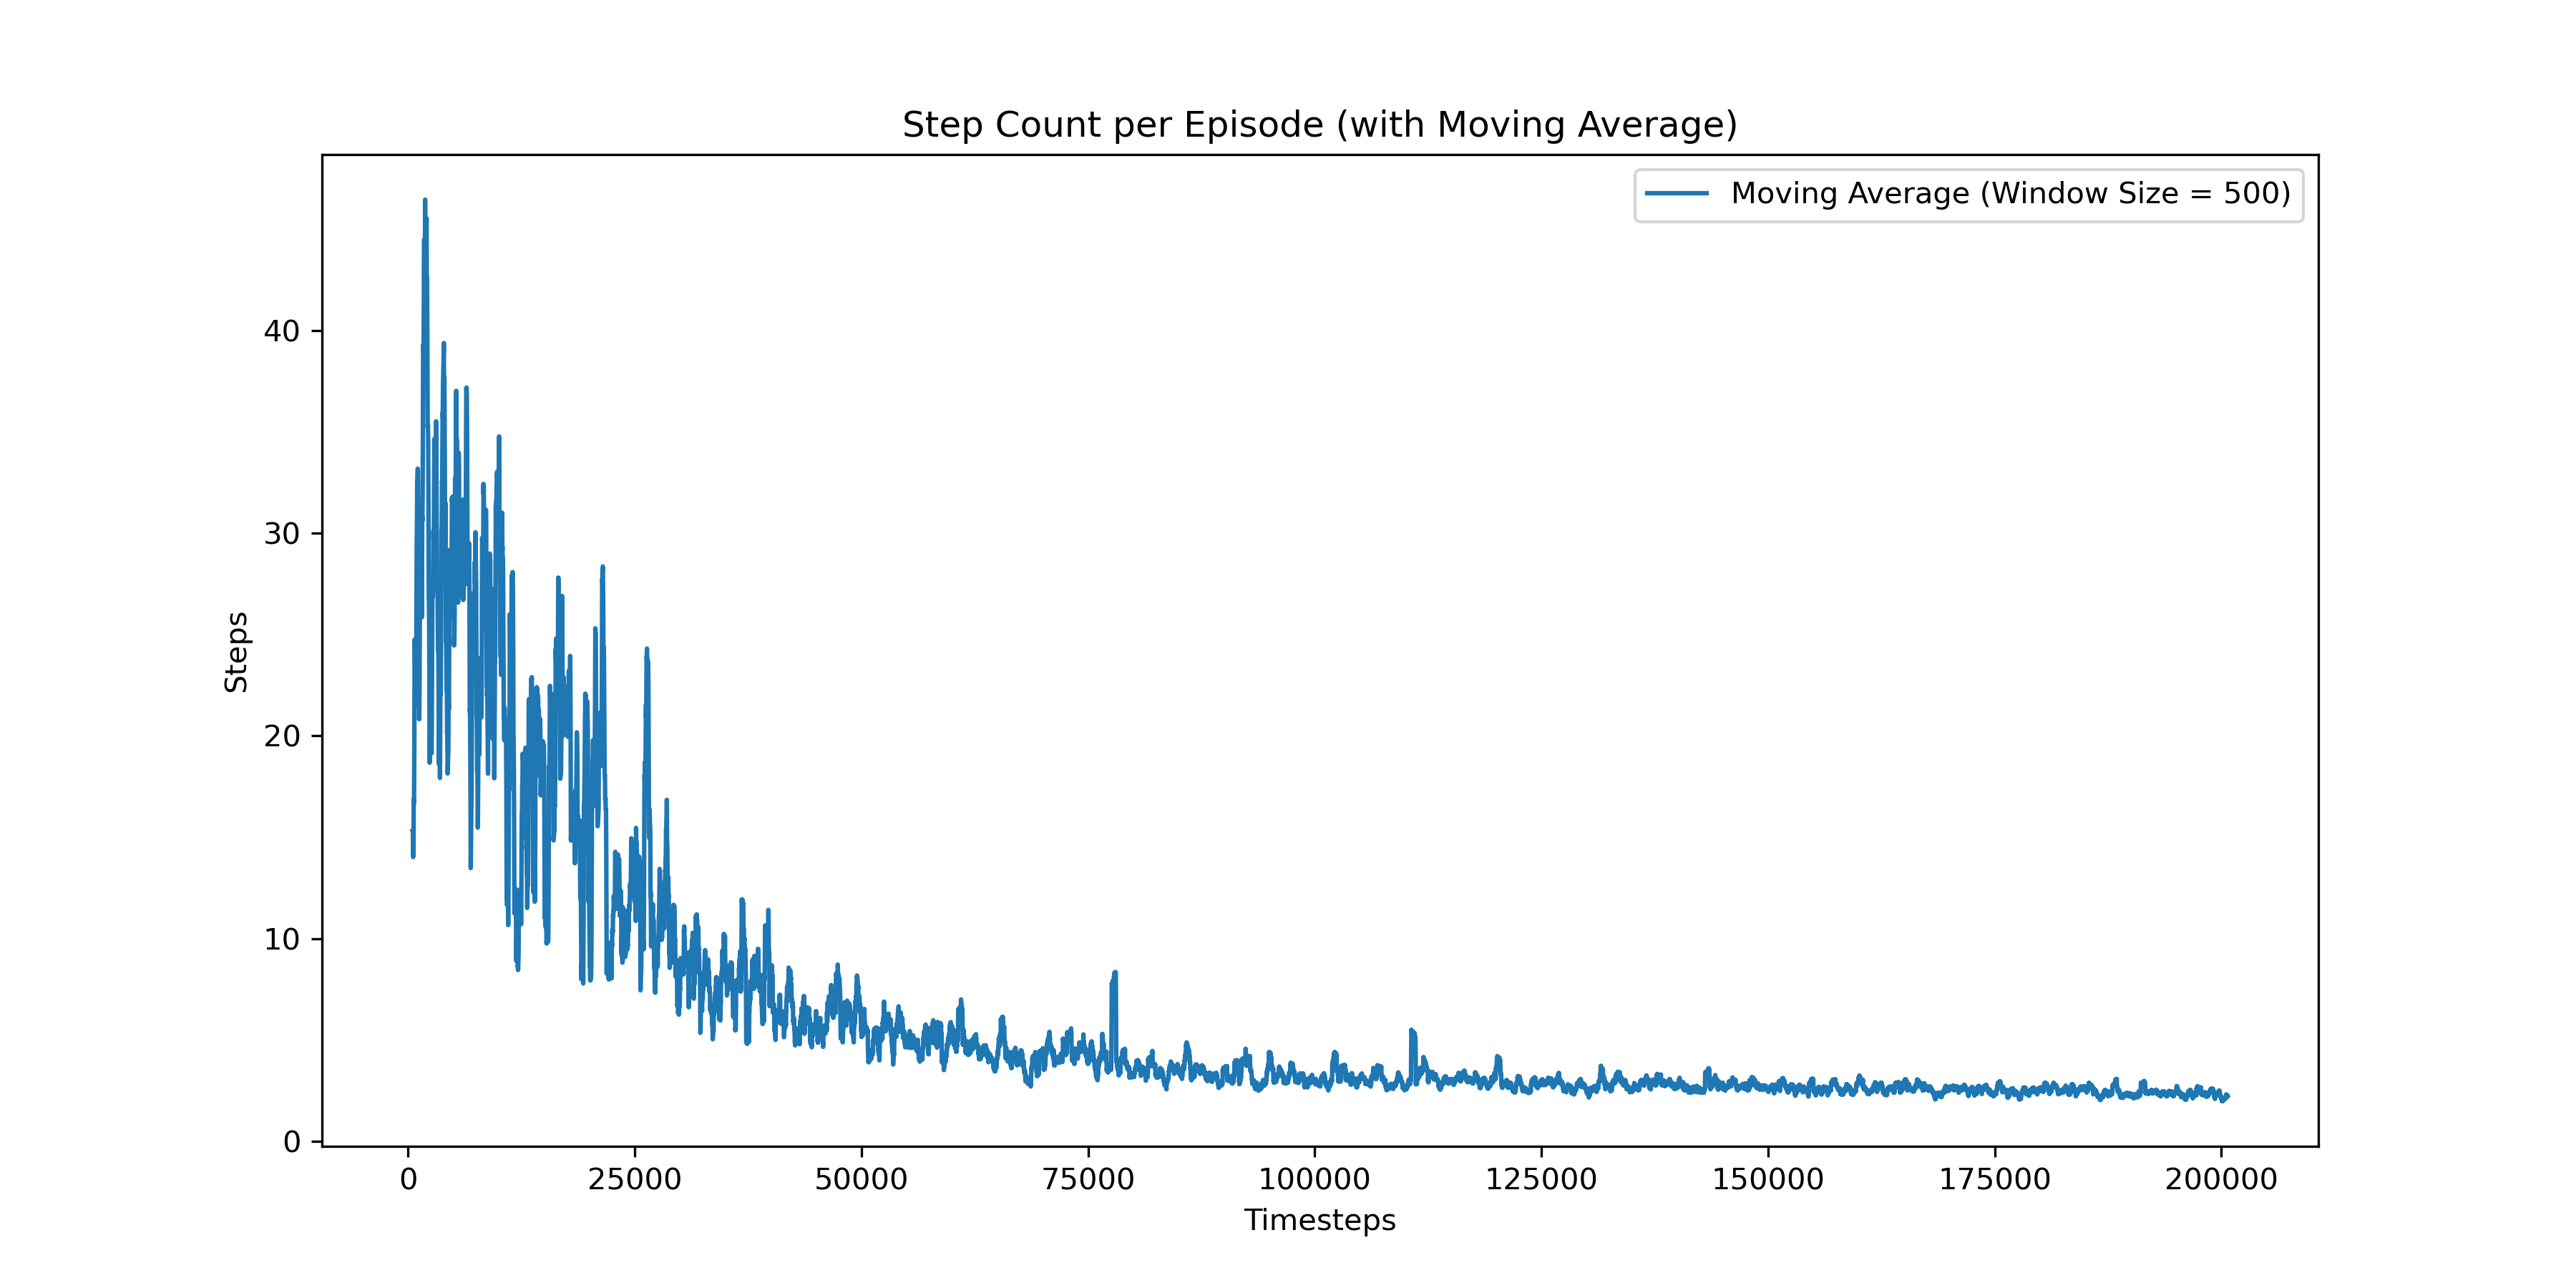 Step Count per Episode (with Moving Average)
Moving Average (Window Size = 500)
40
30
20
10
0
Steps
0 25000 50000 75000 100000 125000 150000 175000 200000
Timesteps